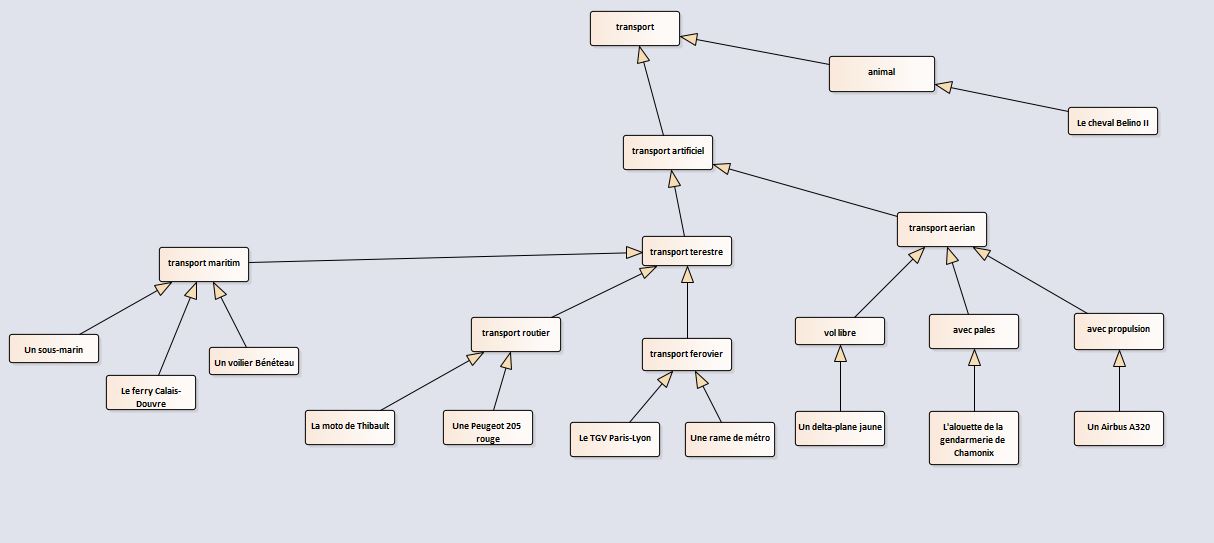 transport
animal
Le cheval Belino II
transport artificiel
transport aerian
transport terestre
transport maritim
Un sous-marin
Le ferry Calais-
Douvre
Un voilier Bénéteau
transport routier
transport ferovier
vol libre
avec pales
avec propulsion
La moto de Thibault
Une Peugeot 205
rouge
Le TGV Paris-Lyon
Une rame de métro
Un delta-plane jaune
L'alouette de la
gendarmerie de
Chamonix
Un Airbus A320